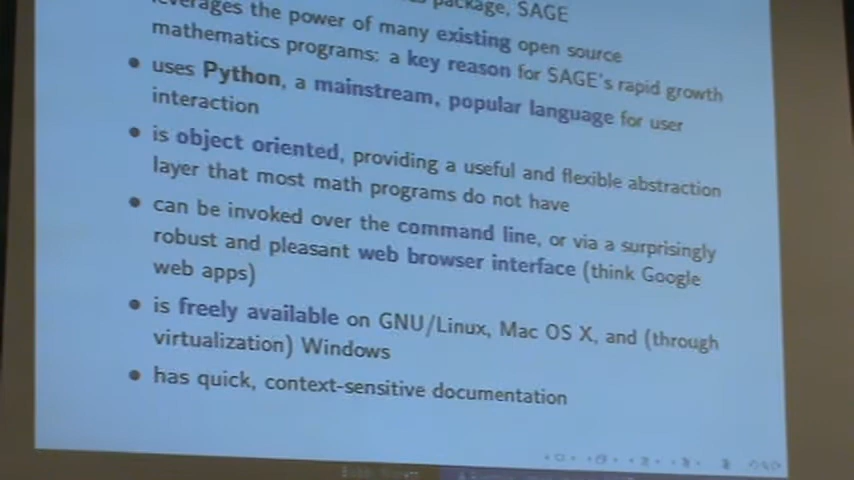 package, SAGE
leverages the power of many existing open source
mathematics programs: a key reason for SAGE's rapid growth
uses Python, a mainstream, popular language for user
interaction
is object oriented, providing a useful and flexible abstraction
layer that most math programs do not have
can be invoked over the command line, or via a surprisingly
robust and pleasant web browser interface (think Google
web apps)
is freely available on GNU/Linux, Mac OS X, and (through
virtualization) Windows
has quick, context-sensitive documentation